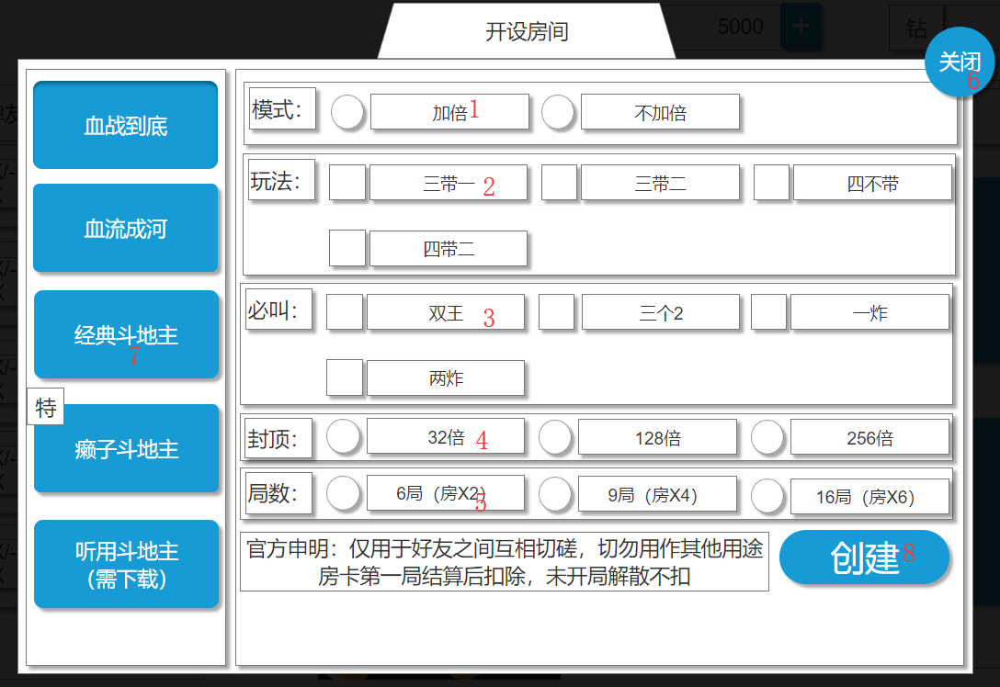 开设房间
5000 +
钻
关闭
6
血战到底
血流成河
经典斗地主
7
特
癞子斗地主
听用斗地主
（需下载）
模式：
加倍 1
不加倍
玩法：
三带一 2
三带二
四不带
四带二
必叫：
双王 3
三个2
一炸
两炸
封顶：
32倍 4
128倍
256倍
局数：
6局（房X2）
5
9局（房X4）
16局（房X6）
官方申明：仅用于好友之间互相切磋，切勿用作其他用途
房卡第一局结算后扣除，未开局解散不扣
创建 8